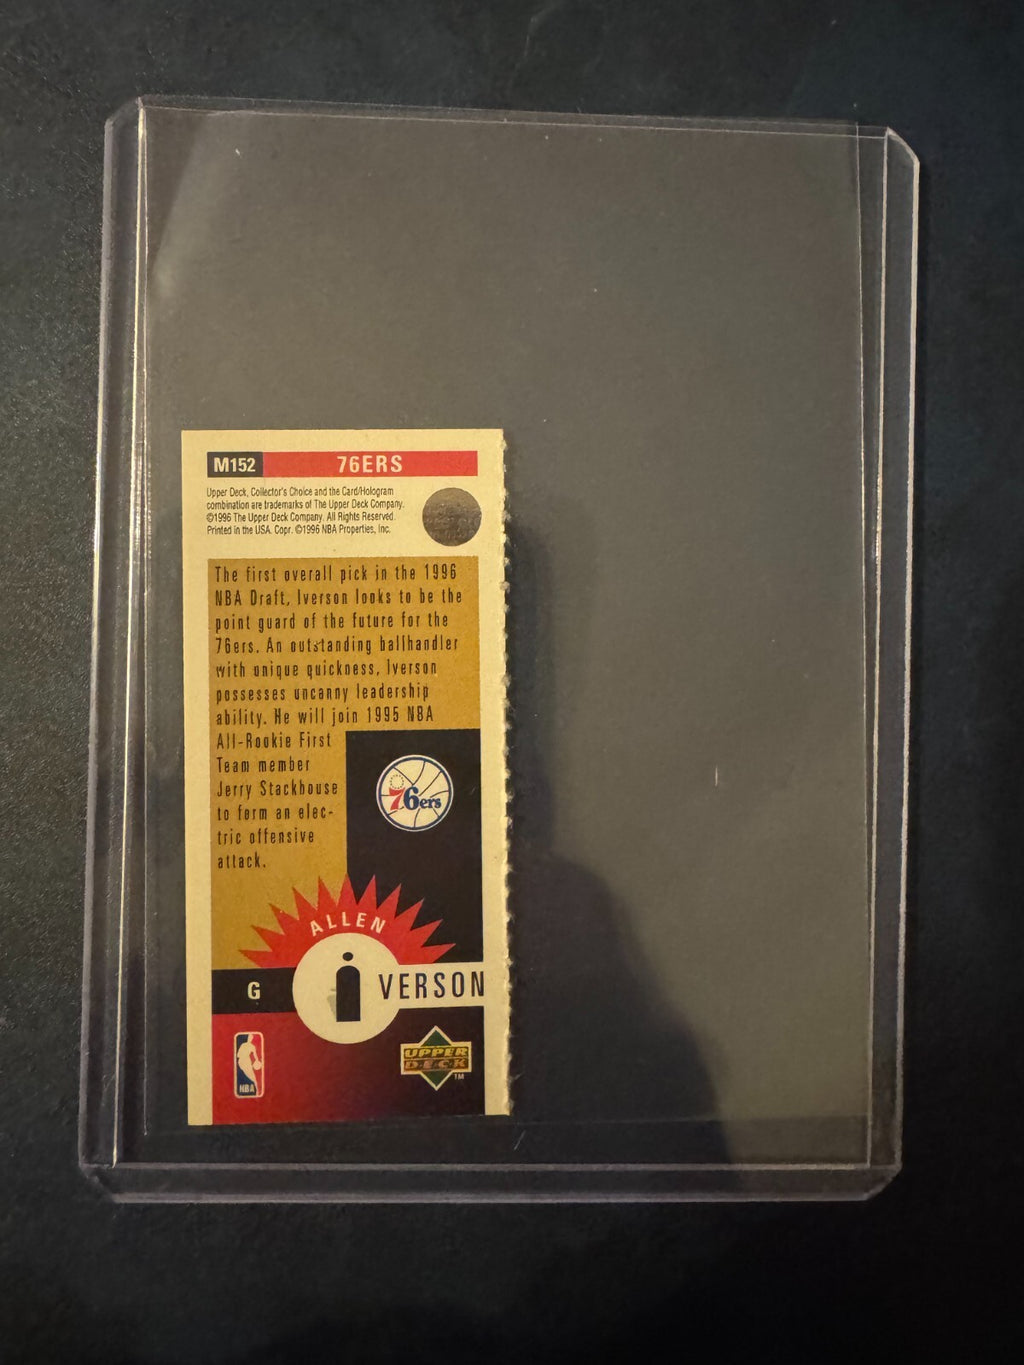 M152 76ERS
Upper Deck, Collector's Choice and the Card/Hologram
combination are trademarks of The Upper Deck Company.
©1996 The Upper Deck Company. All Rights Reserved.
Printed in the USA. Copr. ©1996 NBA Properties, Inc.
The first overall pick in the 1996
NBA Draft, Iverson looks to be the
point guard of the future for the
76ers. An outstanding ballhandler
with unique quickness, Iverson
possesses uncanny leadership
ability. He will join 1995 NBA
All-Rookie First
Team member
Jerry Stackhouse
to form an elec-
tric offensive
attack.
76ers
ALLEN
G iVERSON
NBA
UPPER
DECK
TM